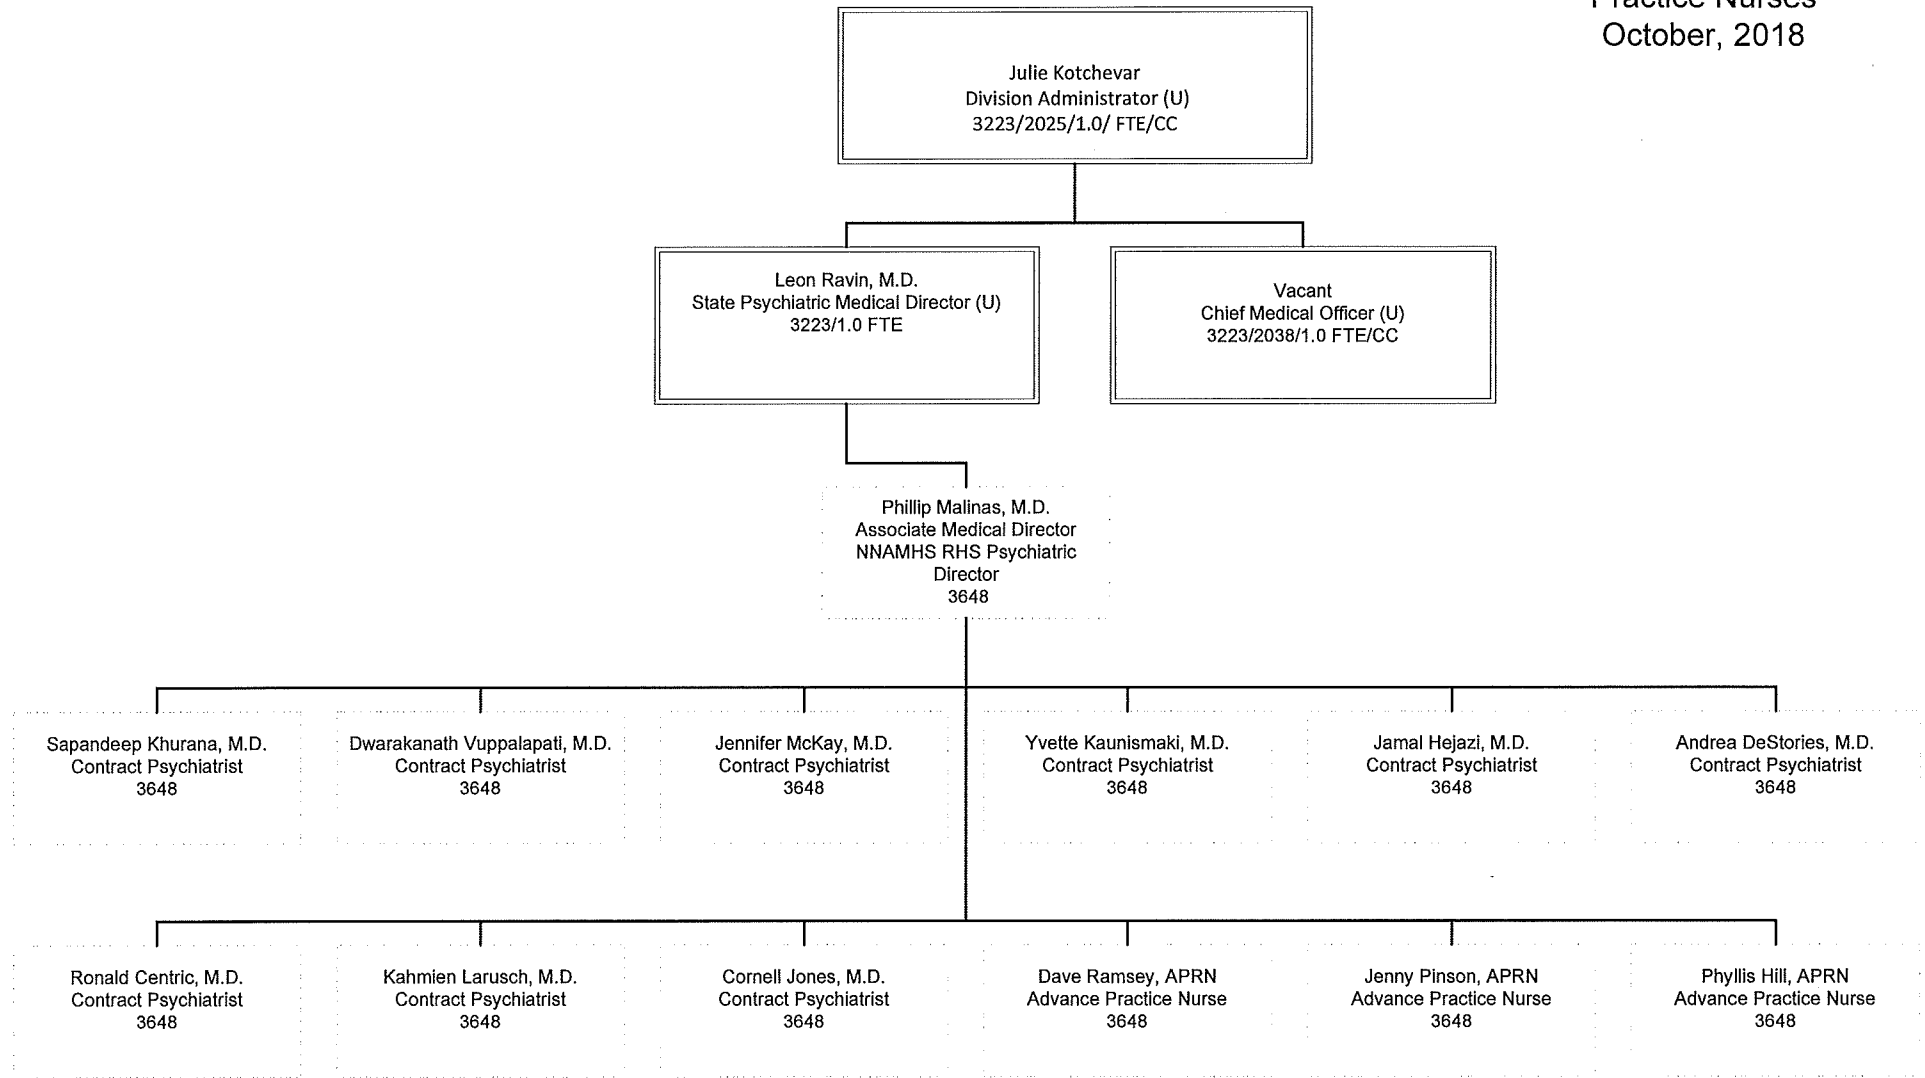 Practice Nurses
October, 2018
Julie Kotchevar
Division Administrator (U)
3223/2025/1.0/ FTE/CC
Leon Ravin, M.D.
State Psychiatric Medical Director (U)
3223/1.0 FTE
Vacant
Chief Medical Officer (U)
3223/2038/1.0 FTE/CC
Phillip Malinas, M.D.
Associate Medical Director
NNAMHS RHS Psychiatric
Director
3648
Sapandeep Khurana, M.D.
Contract Psychiatrist
3648
Dwarakanath Vuppalapati, M.D.
Contract Psychiatrist
3648
Jennifer McKay, M.D.
Contract Psychiatrist
3648
Yvette Kaunismaki, M.D.
Contract Psychiatrist
3648
Jamal Hejazi, M.D.
Contract Psychiatrist
3648
Andrea DeStories, M.D.
Contract Psychiatrist
3648
Ronald Centric, M.D.
Contract Psychiatrist
3648
Kahmien Larusch, M.D.
Contract Psychiatrist
3648
Cornell Jones, M.D.
Contract Psychiatrist
3648
Dave Ramsey, APRN
Advance Practice Nurse
3648
Jenny Pinson, APRN
Advance Practice Nurse
3648
Phyllis Hill, APRN
Advance Practice Nurse
3648